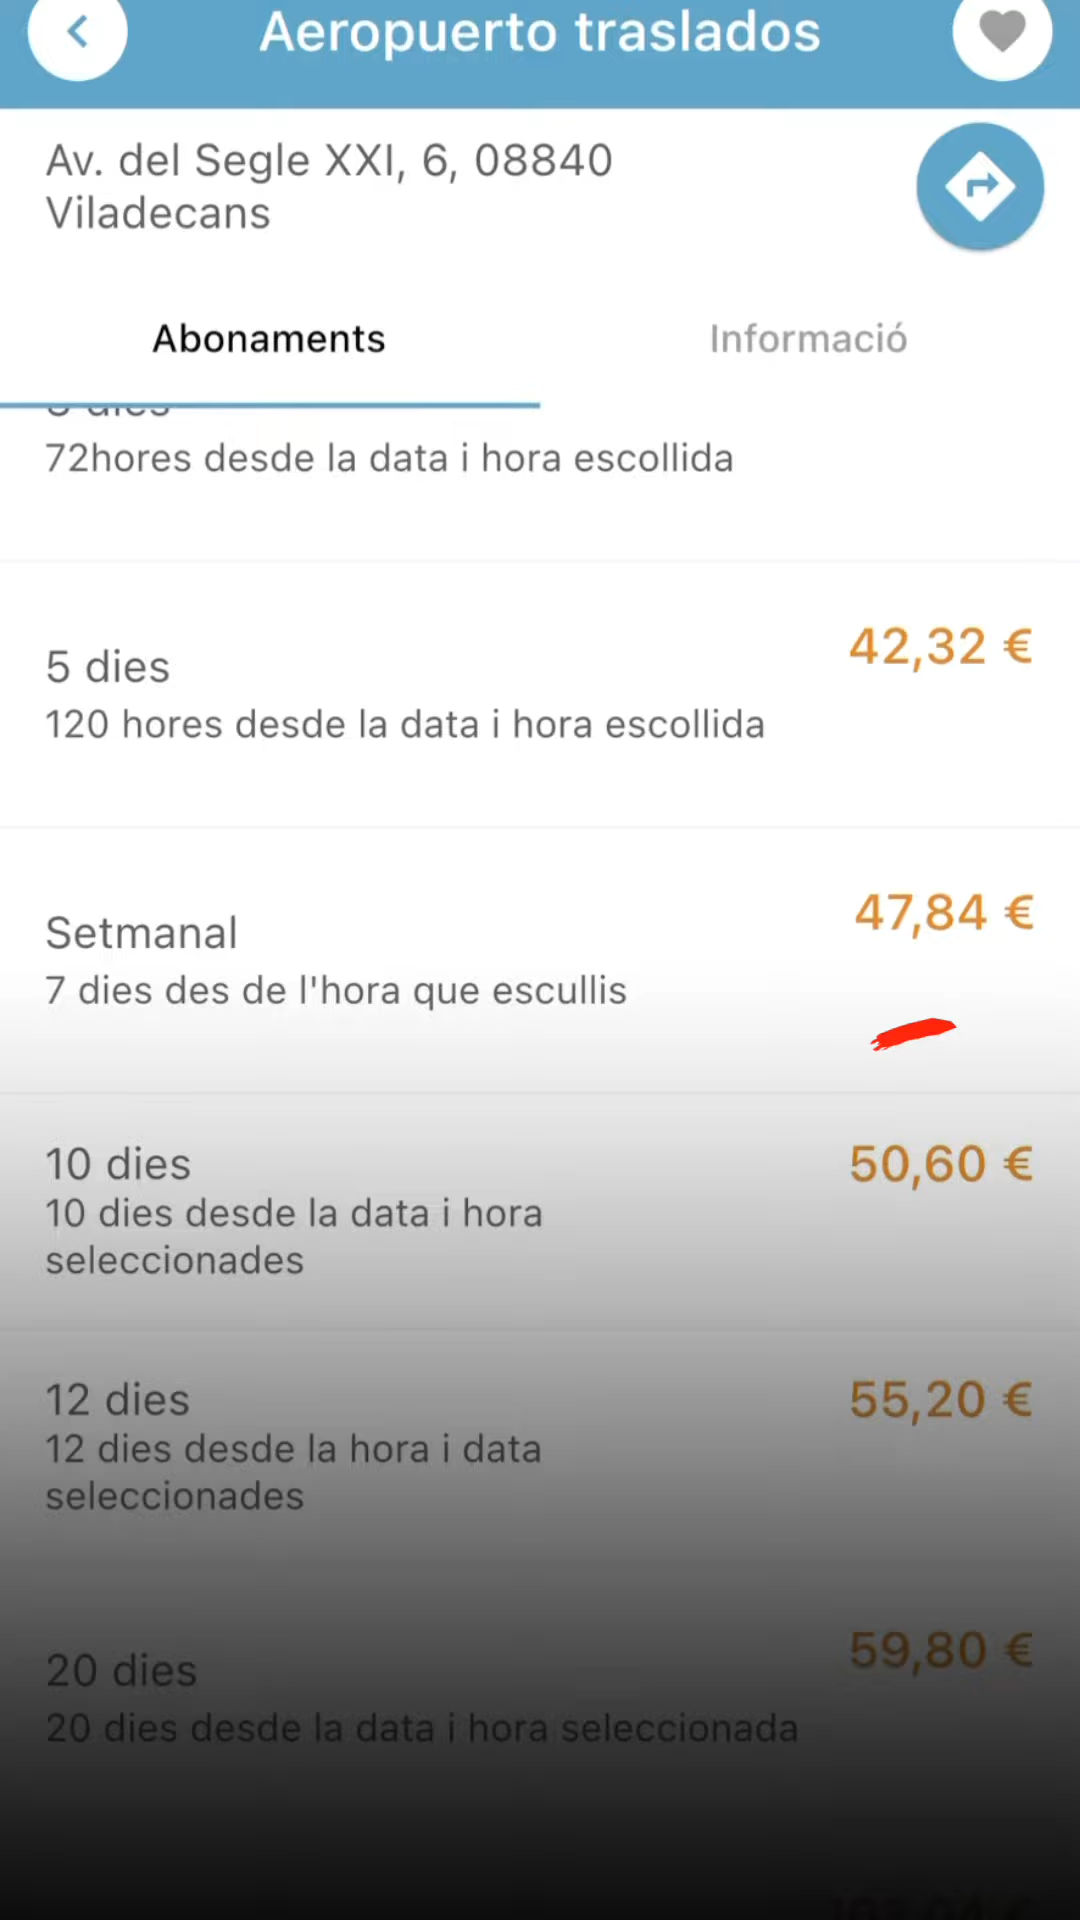 Aeropuerto traslados
Av. del Segle XXI, 6, 08840
Viladecans
Abonaments
Informació
72hores desde la data i hora escollida
42,32 €
5 dies
120 hores desde la data i hora escollida
47,84 €
Setmanal
7 dies des de l'hora que escullis
10 dies
50,60 €
10 dies desde la data i hora
seleccionades
12 dies
55,20 €
12 dies desde la hora i data
seleccionades
59,80 €
20 dies
20 dies desde la data i hora seleccionada